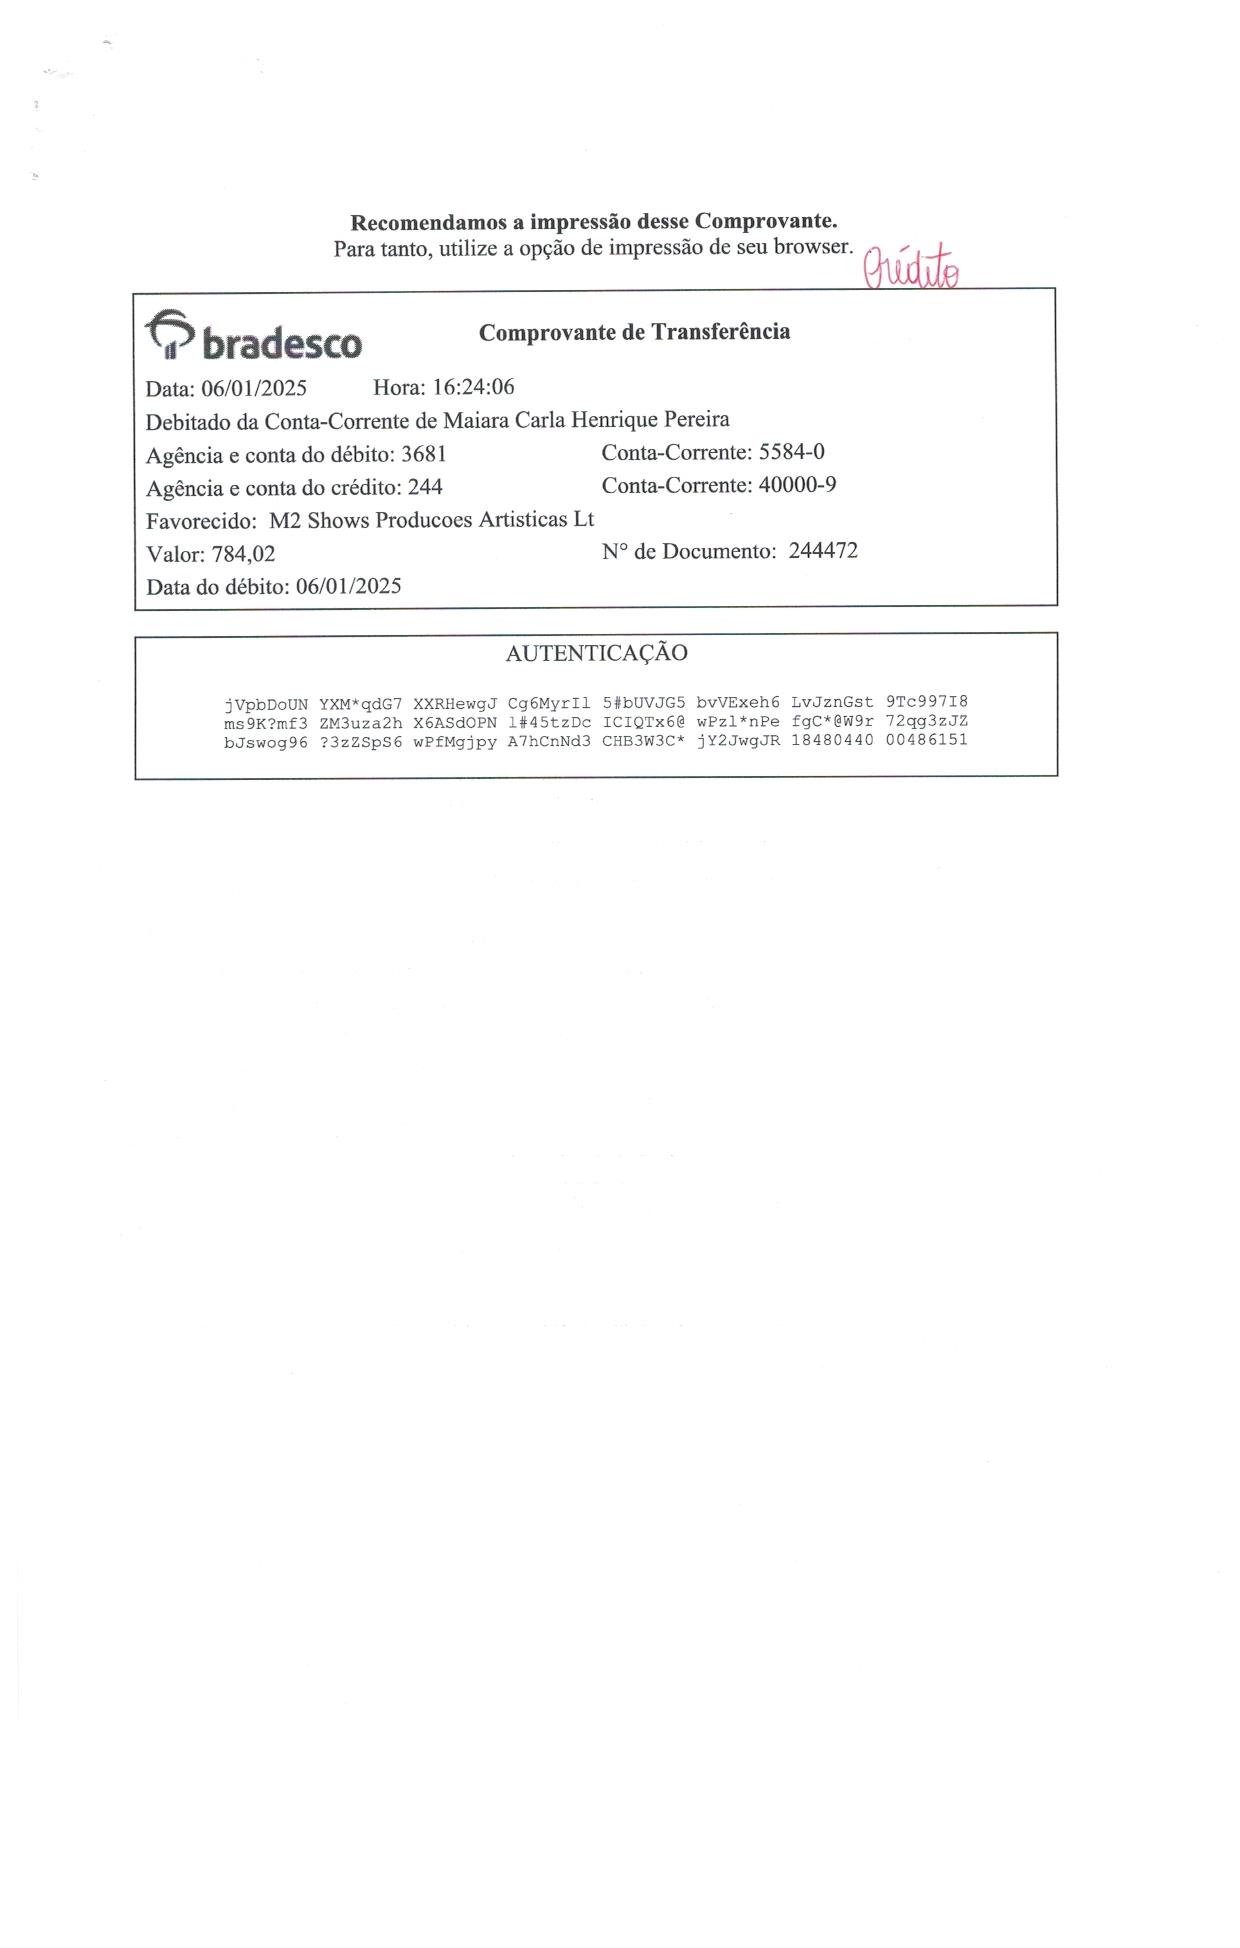 Recomendamos a impressão desse Comprovante.
Para tanto, utilize a opção de impressão de seu browser.
Crédito
bradesco
Comprovante de Transferência
Data: 06/01/2025 Hora: 16:24:06
Debitado da Conta-Corrente de Maiara Carla Henrique Pereira
Agência e conta do débito: 3681 Conta-Corrente: 5584-0
Agência e conta do crédito: 244 Conta-Corrente: 40000-9
Favorecido: M2 Shows Producoes Artisticas Lt
Valor: 784,02 N° de Documento: 244472
Data do débito: 06/01/2025
AUTENTICAÇÃO
jVpbDoUN YXM*qdG7 XXRHewgJ Cg6MyrIl 5#bUVJG5 bvVExeh6 LvJznGst 9Tc997I8
ms9K?mf3 ZM3uza2h X6ASdOPN l#45tzDc ICIQTx6@ wPzl*nPe fgC*@W9r 72qg3zJZ
bJswog96 ?3zZSpS6 wPfMgjpy A7hCnNd3 CHB3W3C* jY2JwgJR 18480440 00486151